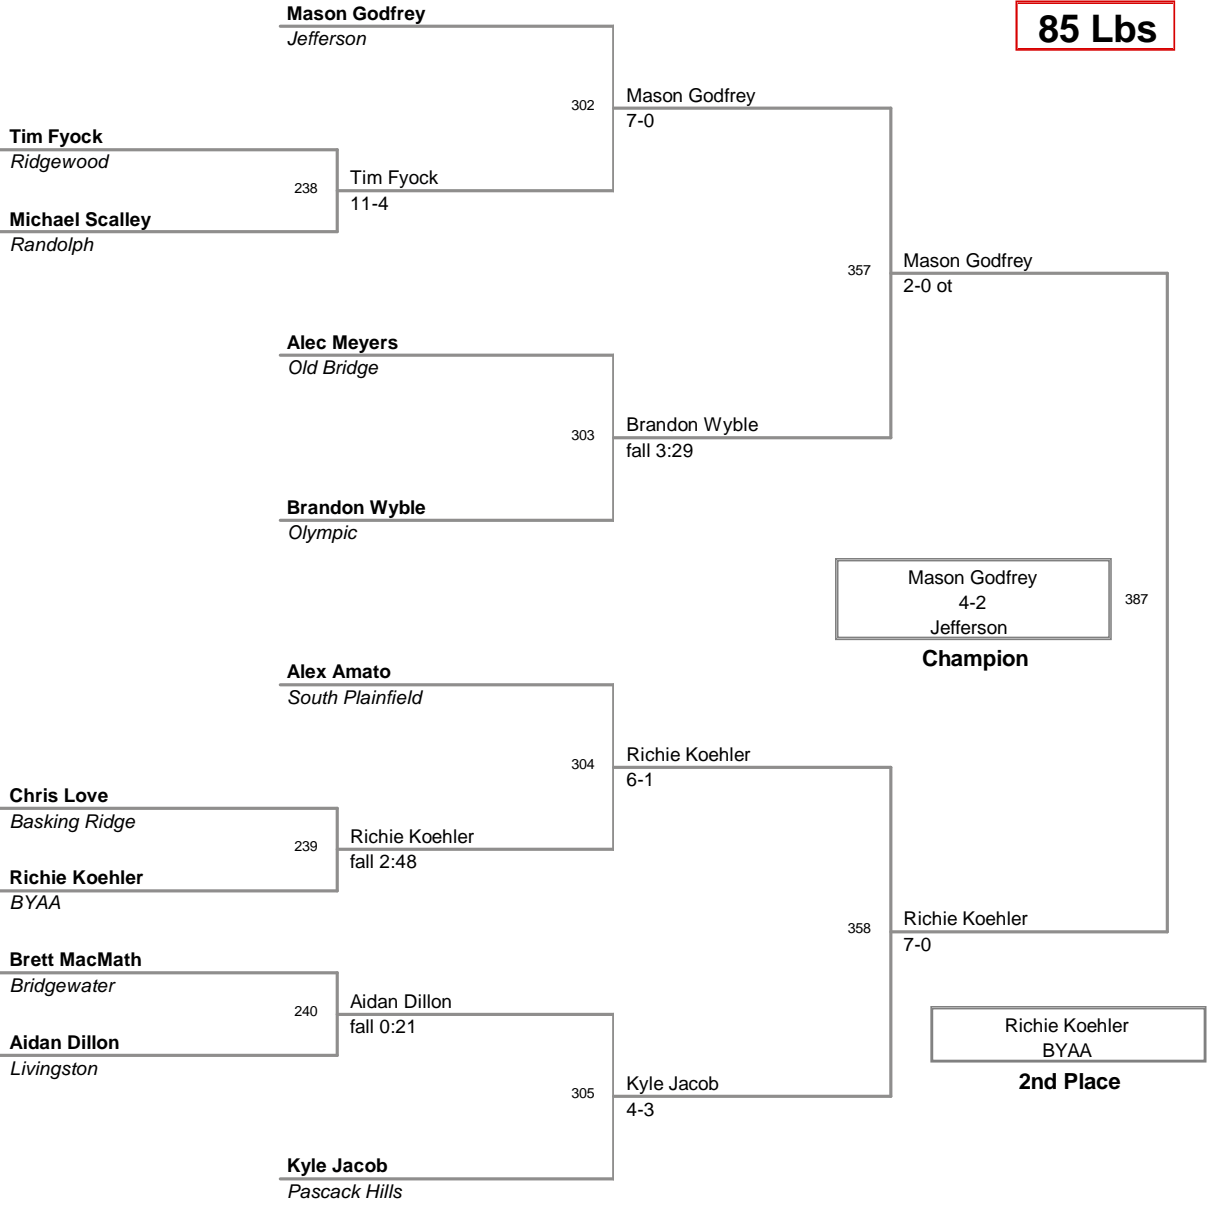 Mason Godfrey
Jefferson
85 Lbs
302
Mason Godfrey
7-0
Tim Fyock
Ridgewood
238
Tim Fyock
11-4
Michael Scalley
Randolph
357
Mason Godfrey
2-0 ot
Alec Meyers
Old Bridge
303
Brandon Wyble
fall 3:29
Brandon Wyble
Olympic
Mason Godfrey
4-2
Jefferson
387
Champion
Alex Amato
South Plainfield
304
Richie Koehler
6-1
Chris Love
Basking Ridge
239
Richie Koehler
fall 2:48
Richie Koehler
BYAA
358
Richie Koehler
7-0
Brett MacMath
Bridgewater
240
Aidan Dillon
fall 0:21
Aidan Dillon
Livingston
Richie Koehler
BYAA
2nd Place
305
Kyle Jacob
4-3
Kyle Jacob
Pascack Hills